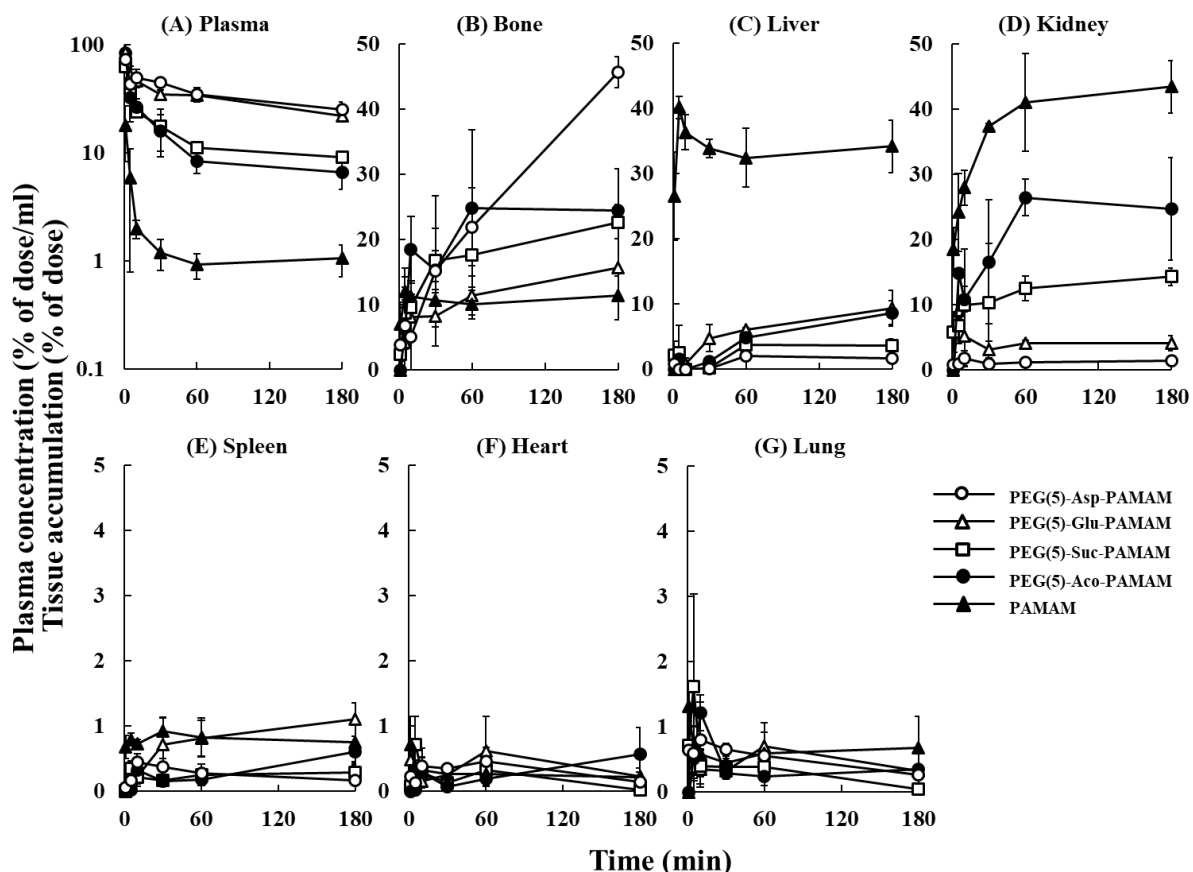 (A) Plasma
(B) Bone
(C) Liver
(D) Kidney
100
10
1
0.1
50
40
30
20
10
0
50
40
30
20
10
0
50
40
30
20
10
0
0 60 120 180
0 60 120 180
0 60 120 180
0 60 120 180
Plasma concentration (% of dose/ml)
Tissue accumulation (% of dose)
(E) Spleen
(F) Heart
(G) Lung
5
4
3
2
1
0
5
4
3
2
1
0
5
4
3
2
1
0
0 60 120 180
0 60 120 180
0 60 120 180
PEG(5)-Asp-PAMAM
PEG(5)-Glu-PAMAM
PEG(5)-Suc-PAMAM
PEG(5)-Aco-PAMAM
PAMAM
Time (min)